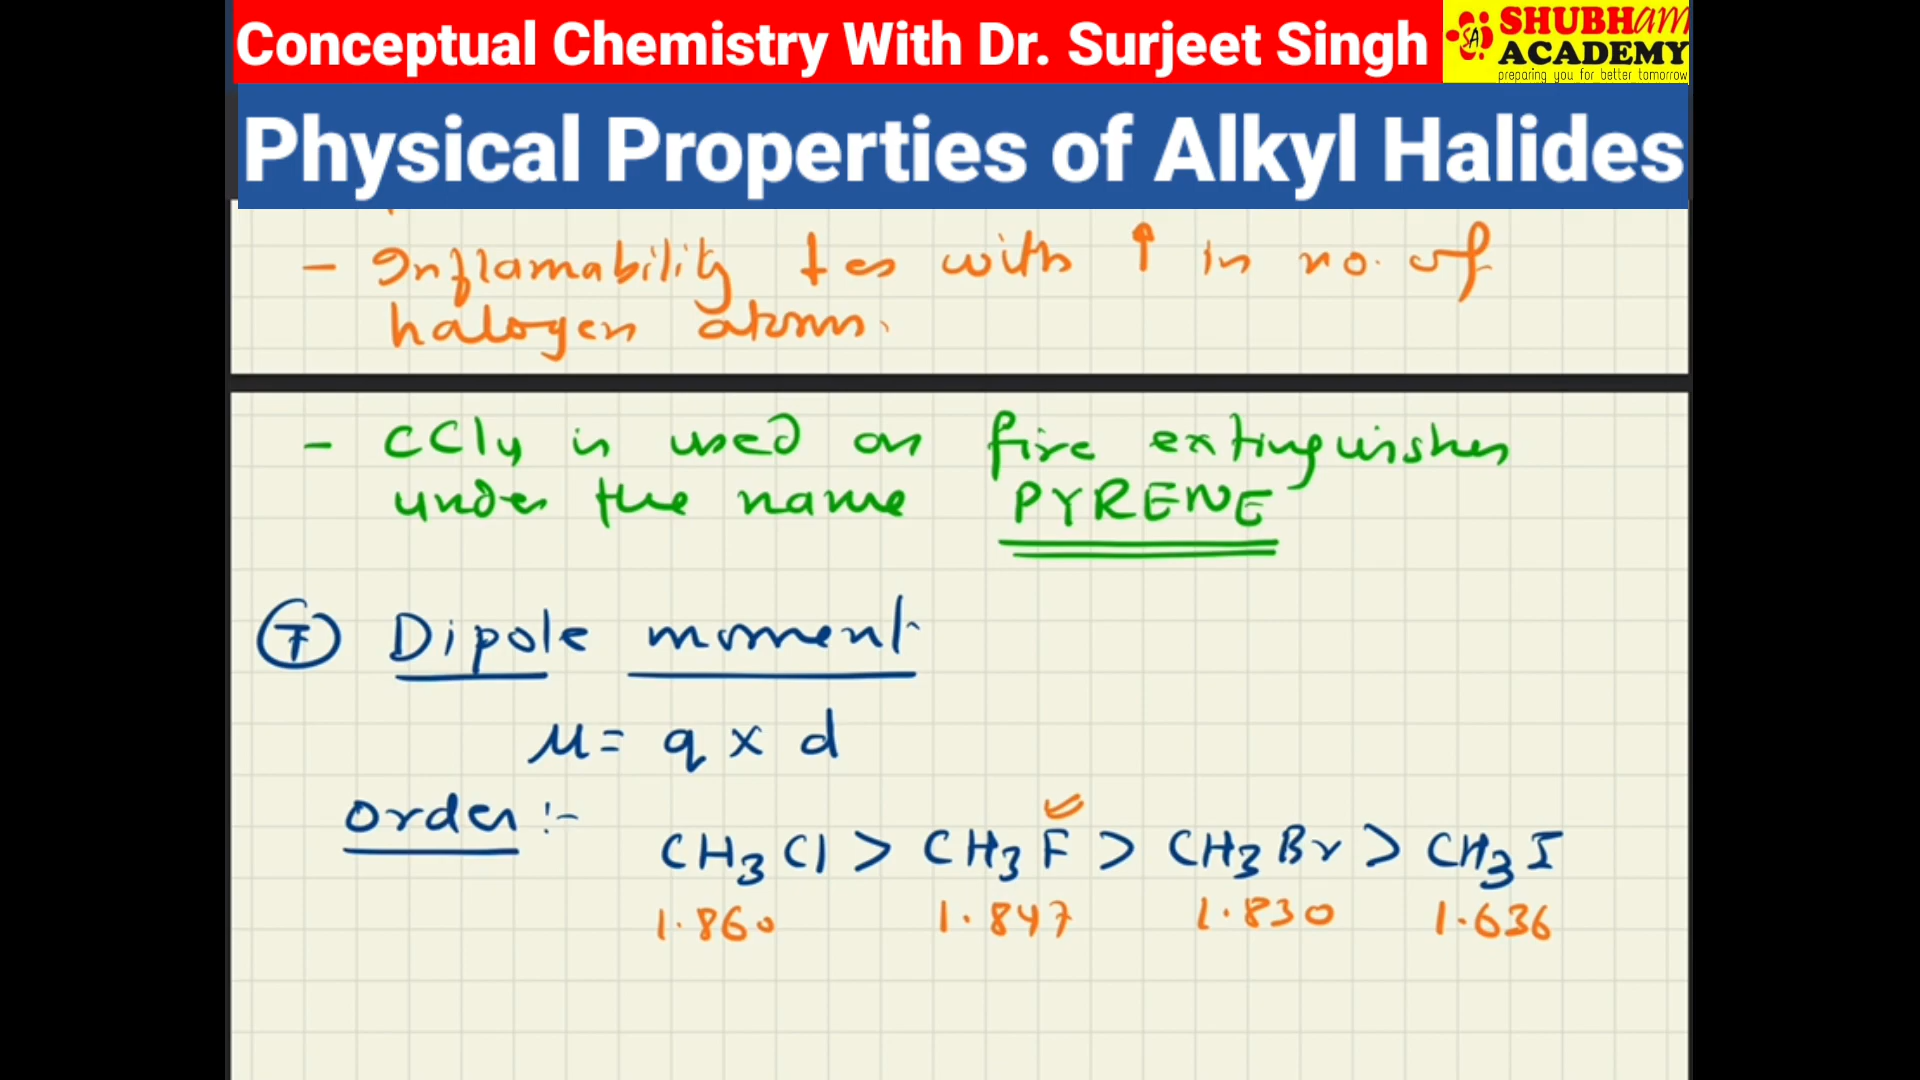 Conceptual Chemistry With Dr. Surjeet Singh
SHUBHAM ACADEMY
preparing you for better tomorrow
SA
Physical Properties of Alkyl Halides
- Inflamability ↓es with ↑ in no. of
halogen atoms.
- CCl4 is used as fire extinguisher
under the name PYRENE
7 Dipole moment
μ = q x d
Order :-
CH3Cl > CH3F > CH3Br > CH3I
1.860 1.847 1.830 1.636